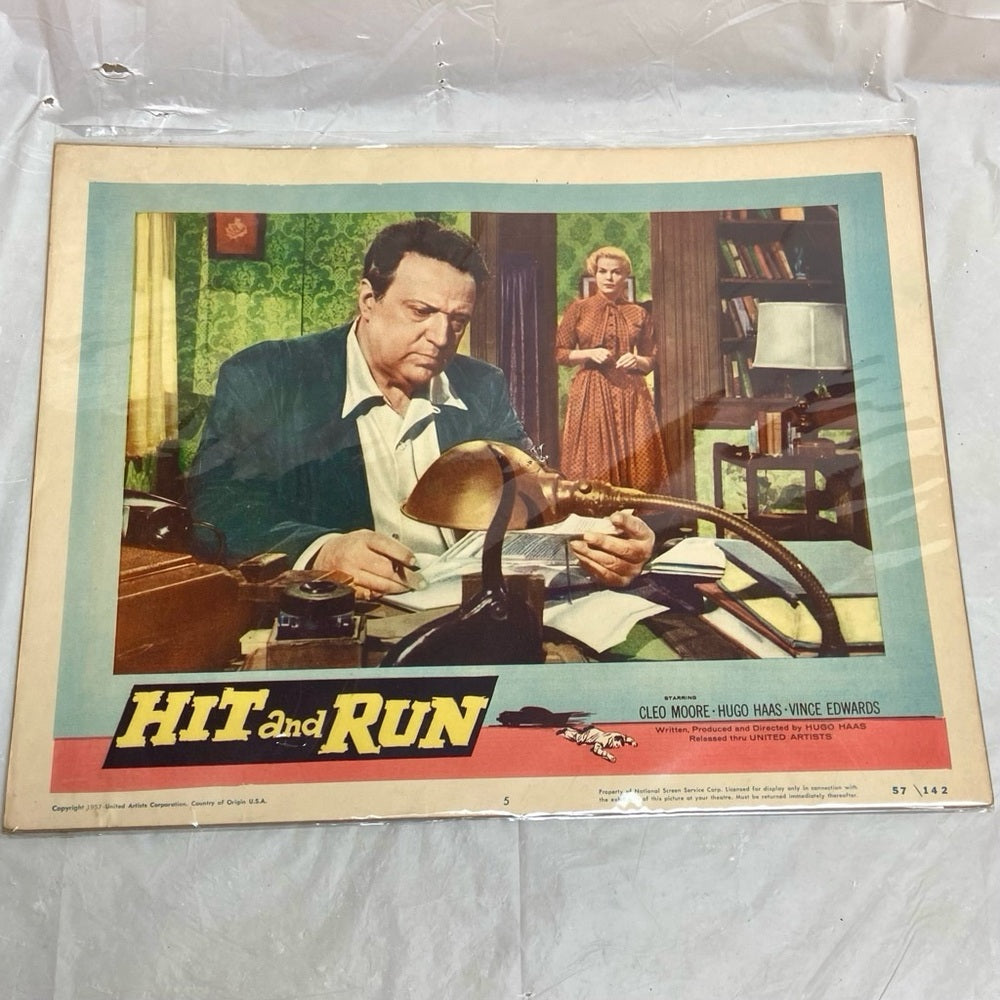 HIT and RUN
STARRING
CLEO MOORE · HUGO HAAS · VINCE EDWARDS
Written, Produced and Directed by HUGO HAAS
Released thru UNITED ARTISTS
Copyright 1957 United Artists Corporation. Country of Origin U.S.A.
5
Property of National Screen Service Corp. Licensed for display only in connection with
the of this picture at your theatre. Must be returned immediately thereafter.
57 \ 142